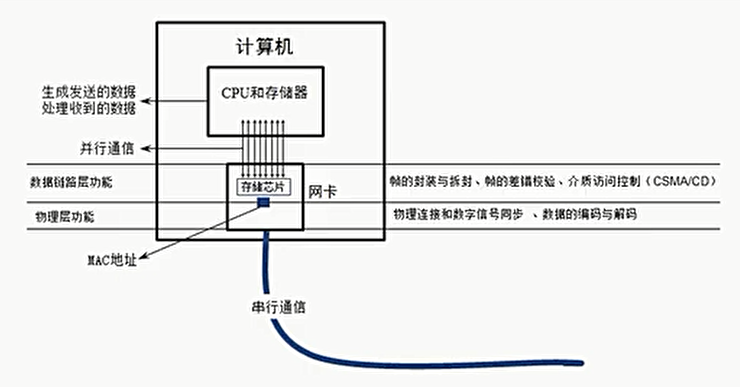 计算机
CPU和存储器
生成发送的数据
处理收到的数据
并行通信
数据链路层功能
存储芯片
网卡
帧的封装与拆封、帧的差错校验、介质访问控制（CSMA/CD）
物理层功能
物理连接和数字信号同步 、数据的编码与解码
MAC地址
串行通信